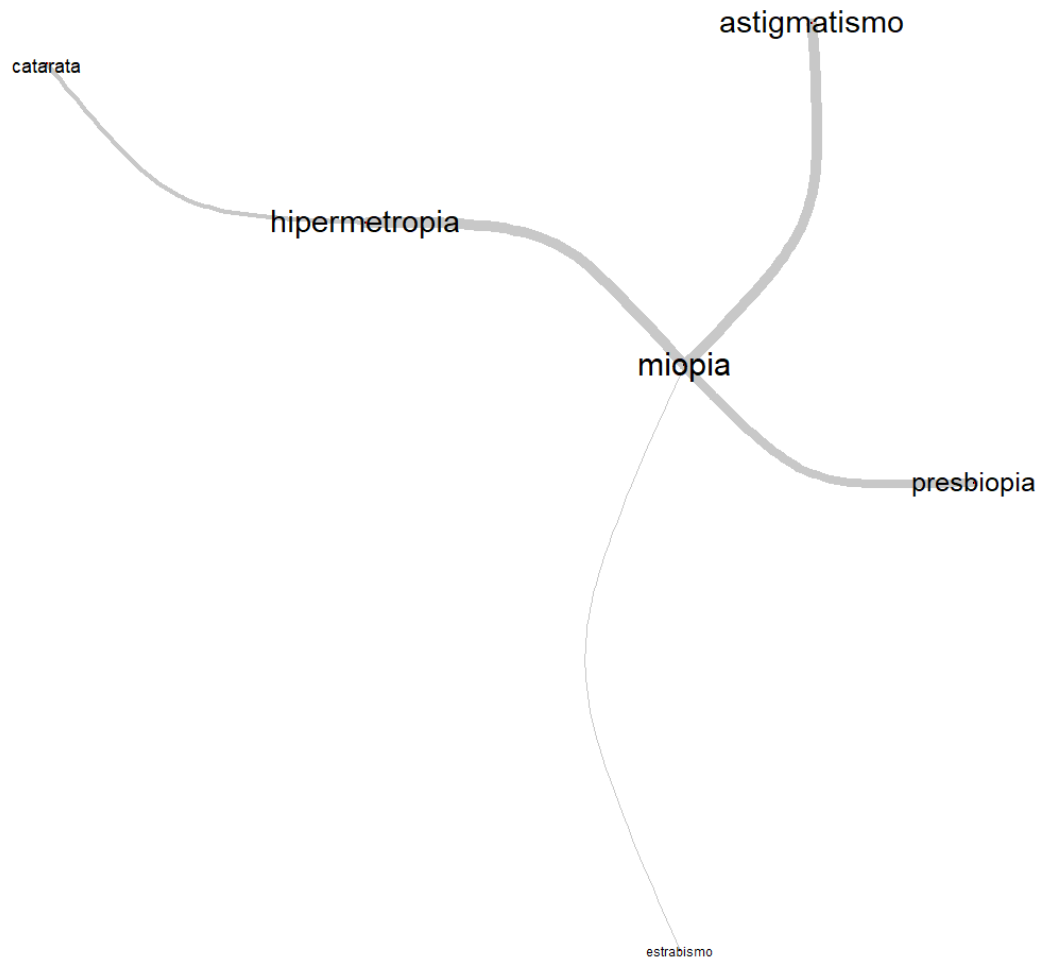 astigmatismo
catarata
hipermetropia
miopia
presbiopia
estrabismo